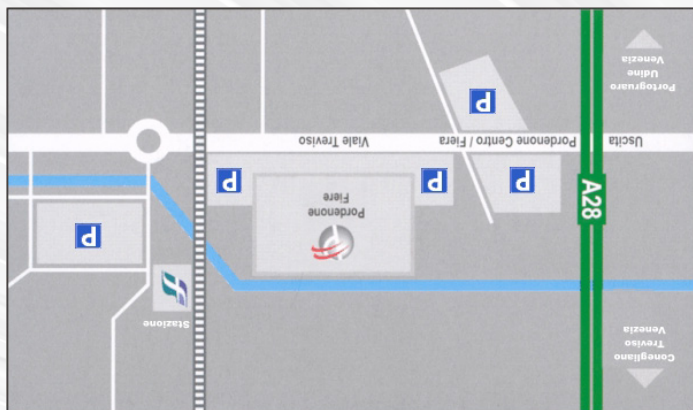 Conegliano
Treviso
Venezia
Stazione
Pordenone
Fiere
A28
P
P
P
P
P
Uscita
Pordenone Centro / Fiera
Viale Treviso
Portogruaro
Udine
Venezia